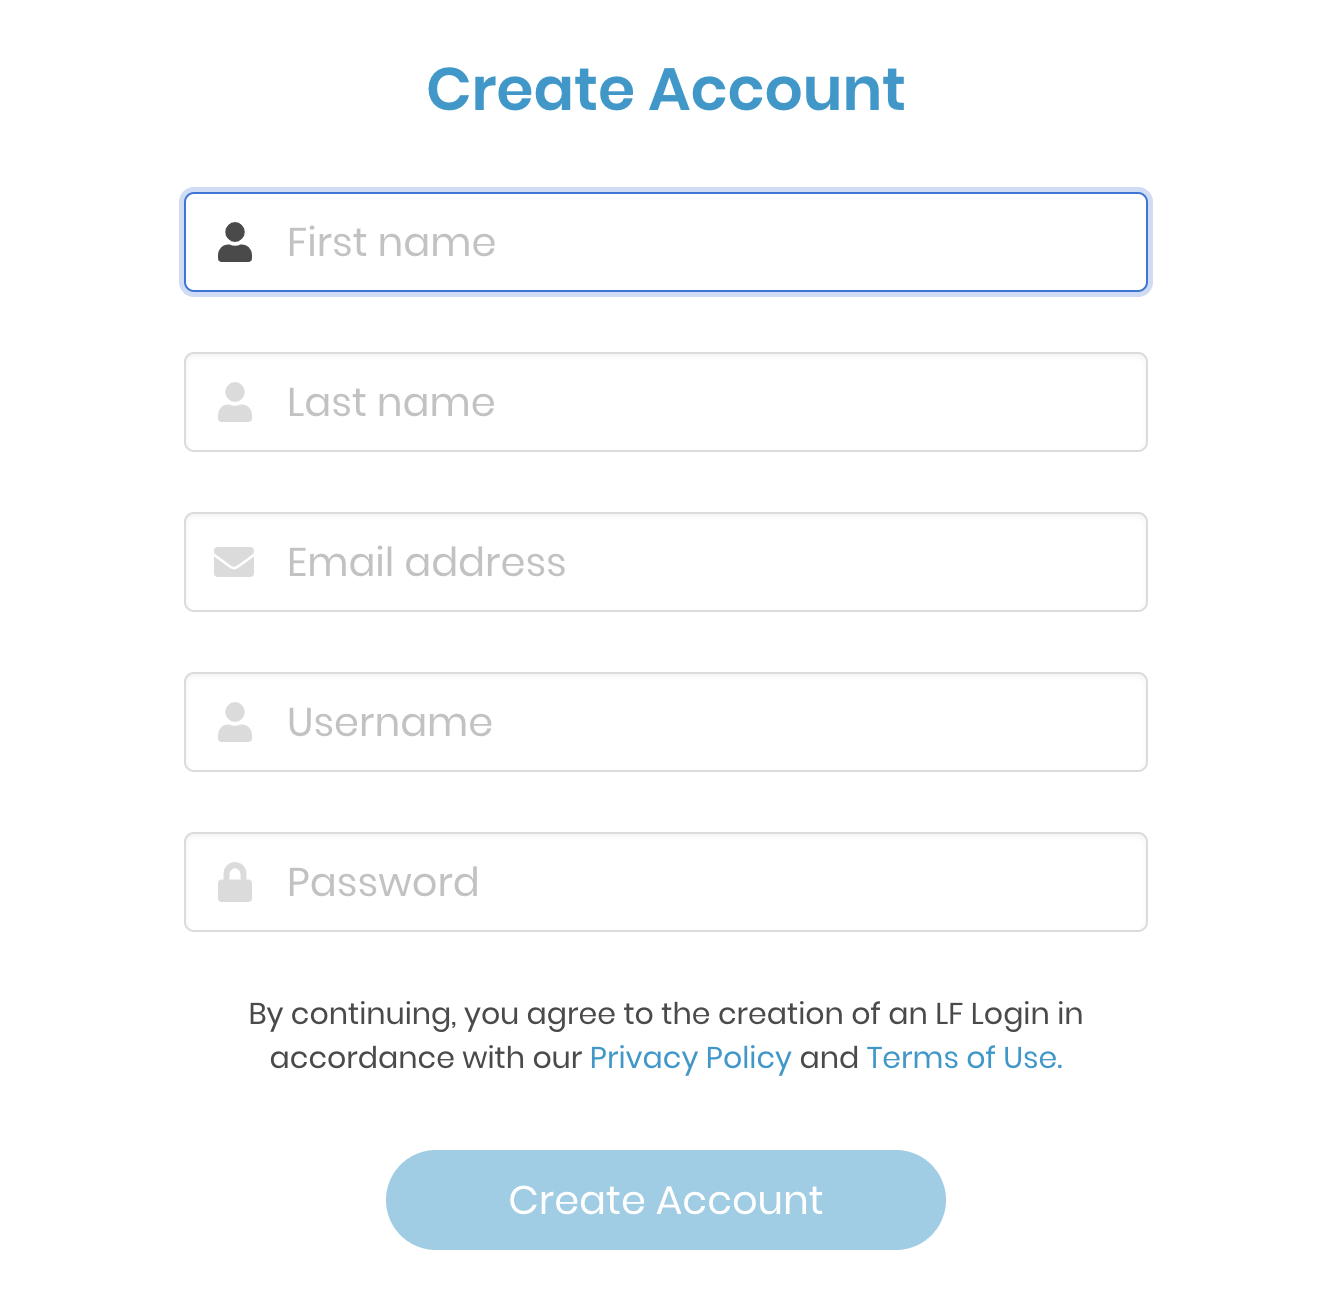 Create Account
First name
Last name
Email address
Username
Password
By continuing, you agree to the creation of an LF Login in
accordance with our Privacy Policy and Terms of Use.
Create Account